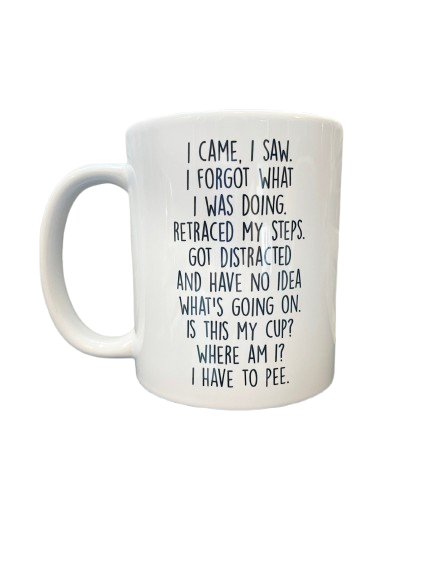 I CAME, I SAW.
I FORGOT WHAT
I WAS DOING.
RETRACED MY STEPS.
GOT DISTRACTED
AND HAVE NO IDEA
WHAT'S GOING ON.
IS THIS MY CUP?
WHERE AM I?
I HAVE TO PEE.